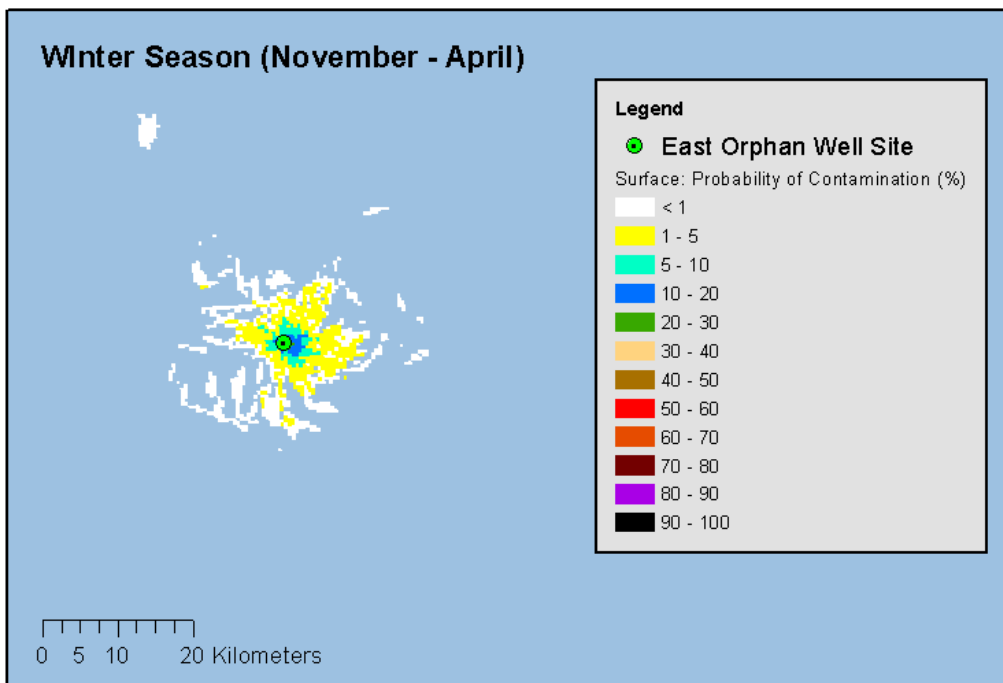 WInter Season (November - April)
Legend
East Orphan Well Site
Surface: Probability of Contamination (%)
< 1
1 - 5
5 - 10
10 - 20
20 - 30
30 - 40
40 - 50
50 - 60
60 - 70
70 - 80
80 - 90
90 - 100
0 5 10 20 Kilometers